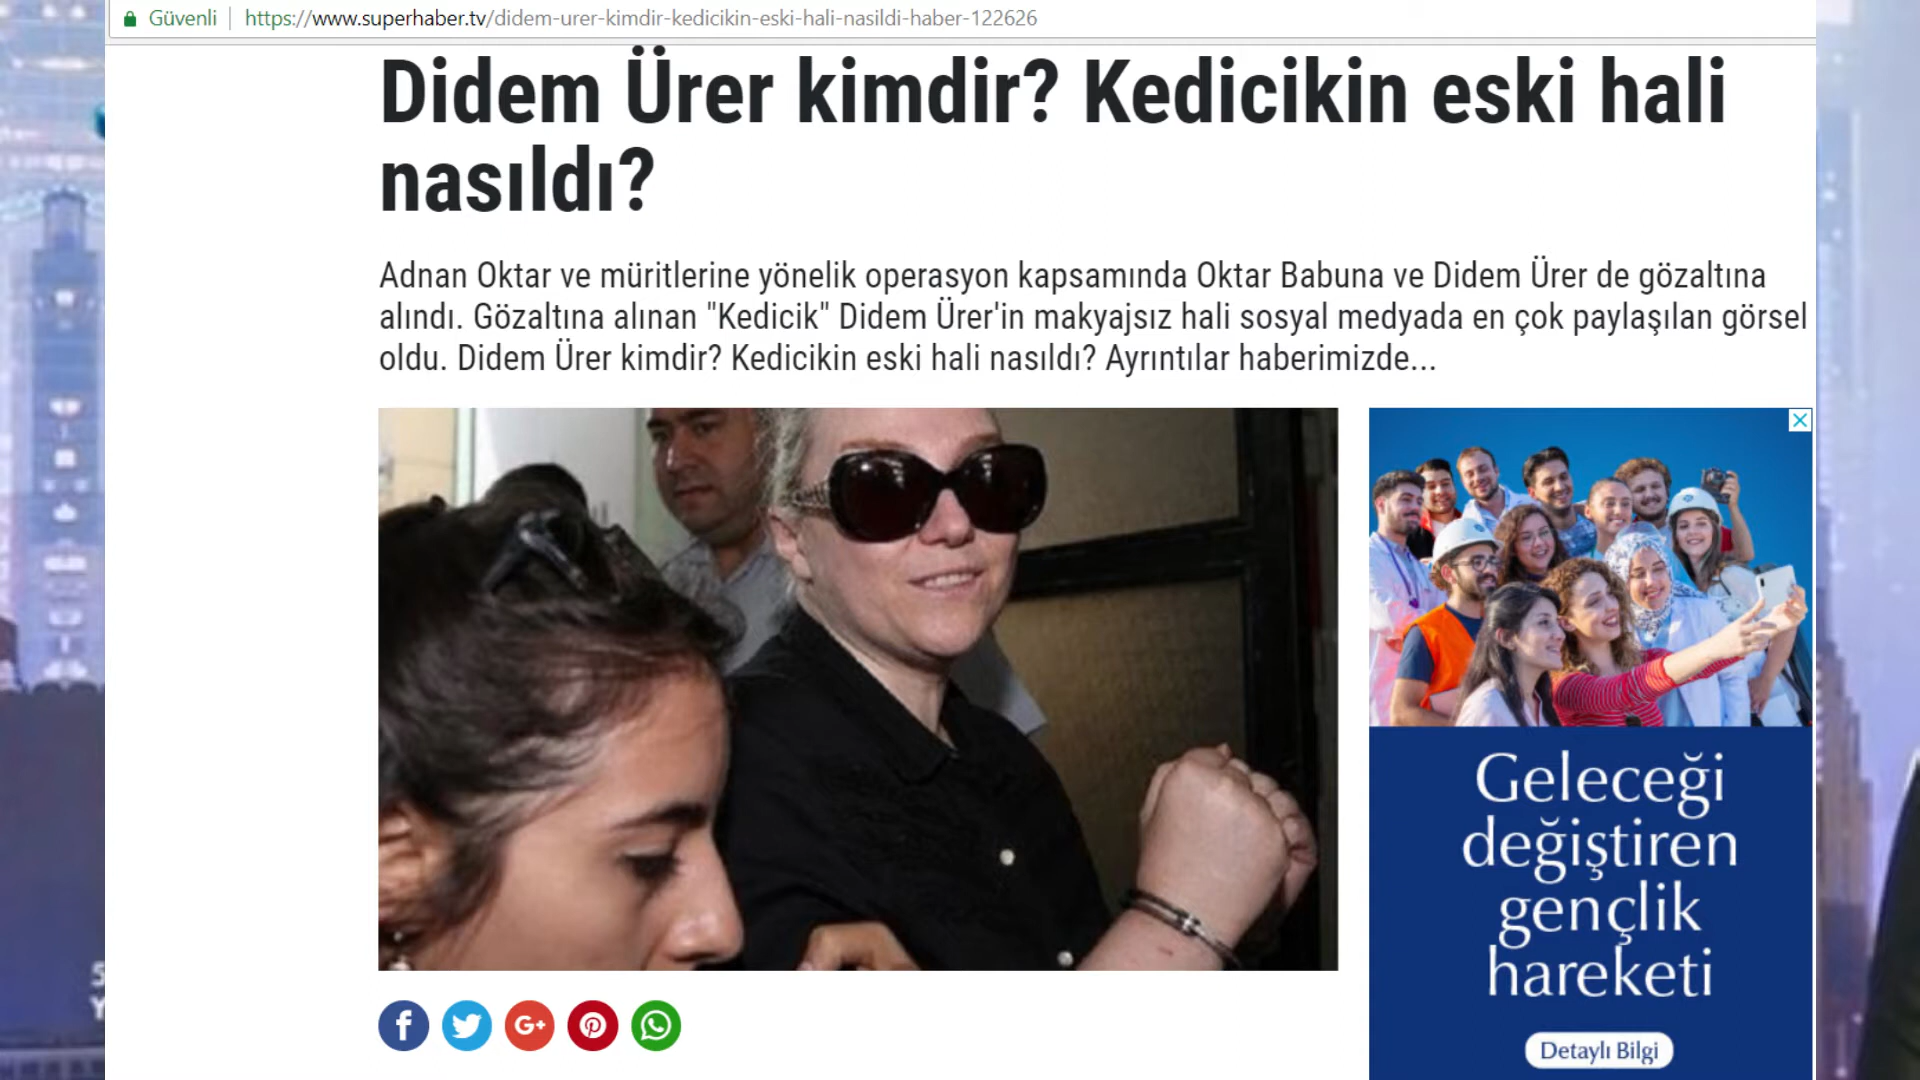 Güvenli
https://www.superhaber.tv/didem-urer-kimdir-kedicikin-eski-hali-nasildi-haber-122626
Didem Ürer kimdir? Kedicikin eski hali
nasıldı?
Adnan Oktar ve müritlerine yönelik operasyon kapsamında Oktar Babuna ve Didem Ürer de gözaltına
alındı. Gözaltına alınan "Kedicik" Didem Ürer'in makyajsız hali sosyal medyada en çok paylaşılan görsel
oldu. Didem Ürer kimdir? Kedicikin eski hali nasıldı? Ayrıntılar haberimizde...
Geleceği
değiştiren
gençlik
hareketi
Detaylı Bilgi